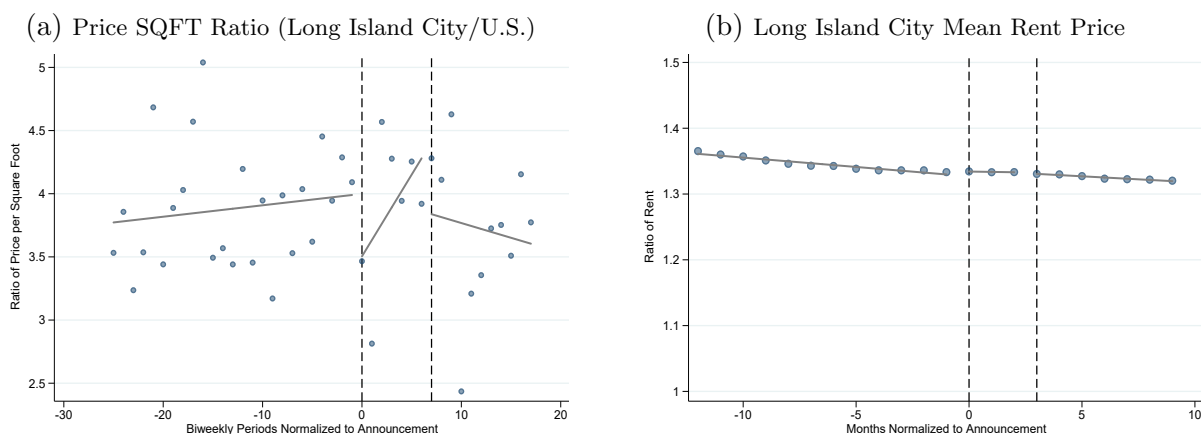 (a) Price SQFT Ratio (Long Island City/U.S.)
Ratio of Price per Square Foot
5
4.5
4
3.5
3
2.5
-30 -20 -10 0 10 20
Biweekly Periods Normalized to Announcement
(b) Long Island City Mean Rent Price
Ratio of Rent
1.5
1.4
1.3
1.2
1.1
1
-10 -5 0 5 10
Months Normalized to Announcement